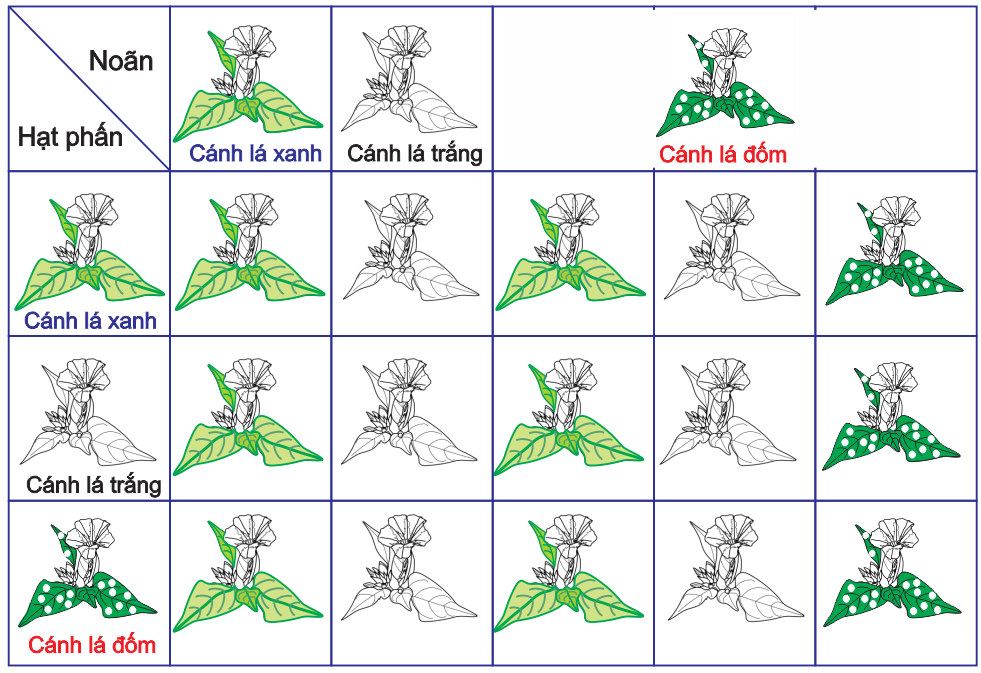 Noãn
Hạt phấn
Cánh lá xanh
Cánh lá trắng
Cánh lá đốm
Cánh lá xanh
Cánh lá trắng
Cánh lá đốm